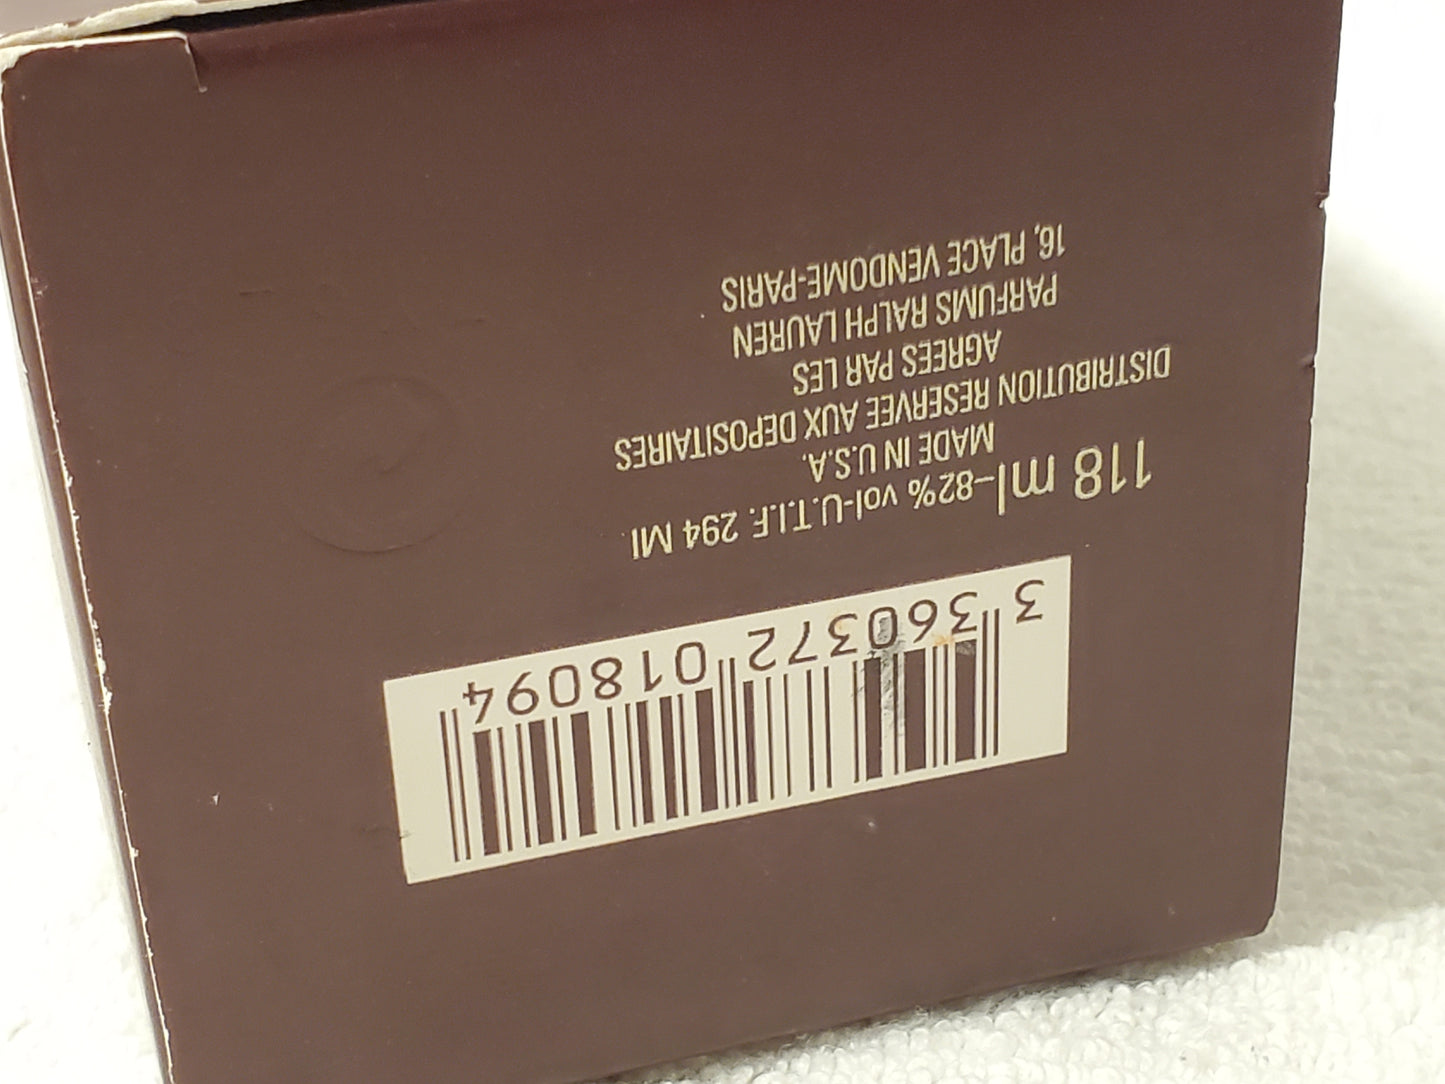 16, PLACE VENDOME-PARIS
PARFUMS RALPH LAUREN
AGREES PAR LES
DISTRIBUTION RESERVEE AUX DEPOSITAIRES
MADE IN U.S.A.
118 ml–82% vol-U.T.I.F. 294 MI
3 360372 018094